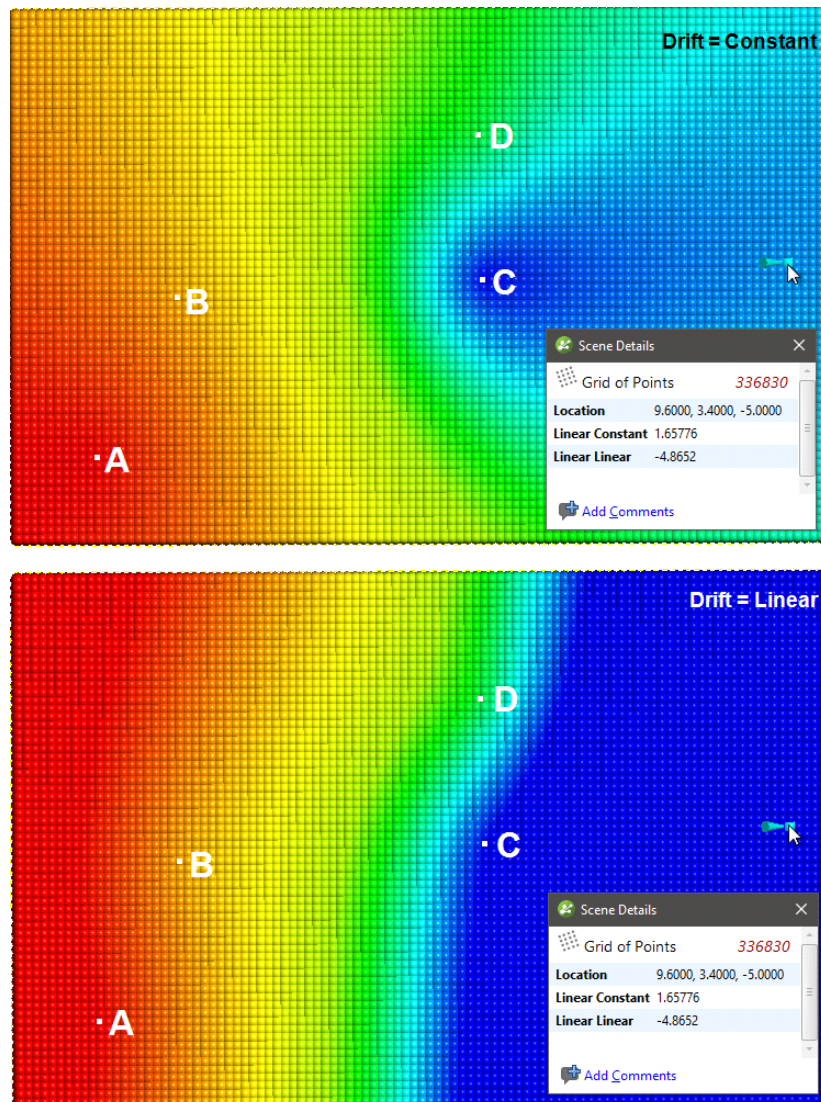 Drift = Constant
D
B
C
A
Scene Details
Grid of Points 336830
Location 9.6000, 3.4000, -5.0000
Linear Constant 1.65776
Linear Linear -4.8652
Add Comments
Drift = Linear
D
B
C
A
Scene Details
Grid of Points 336830
Location 9.6000, 3.4000, -5.0000
Linear Constant 1.65776
Linear Linear -4.8652
Add Comments